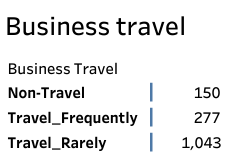 Business travel
Business Travel
Non-Travel 150
Travel_Frequently 277
Travel_Rarely 1,043